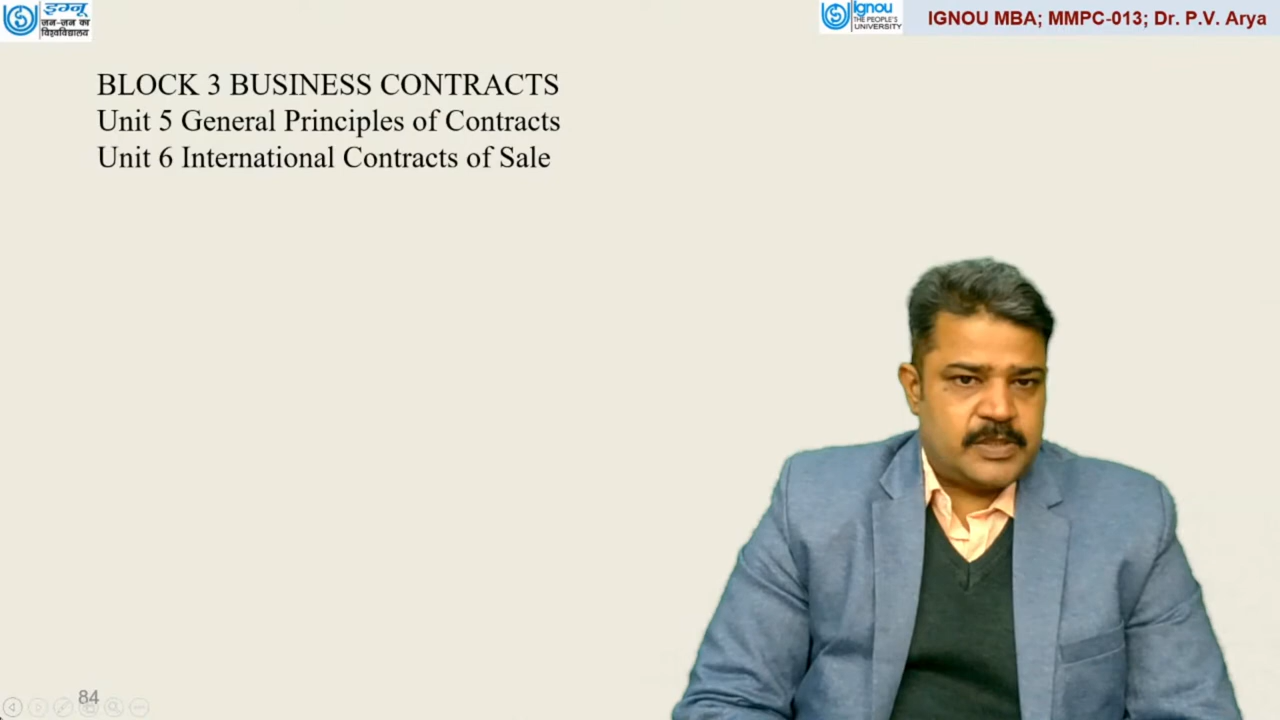 इग्नू
जन-जन का
विश्वविद्यालय
ignou
THE PEOPLE'S
UNIVERSITY
IGNOU MBA; MMPC-013; Dr. P.V. Arya
BLOCK 3 BUSINESS CONTRACTS
Unit 5 General Principles of Contracts
Unit 6 International Contracts of Sale
84